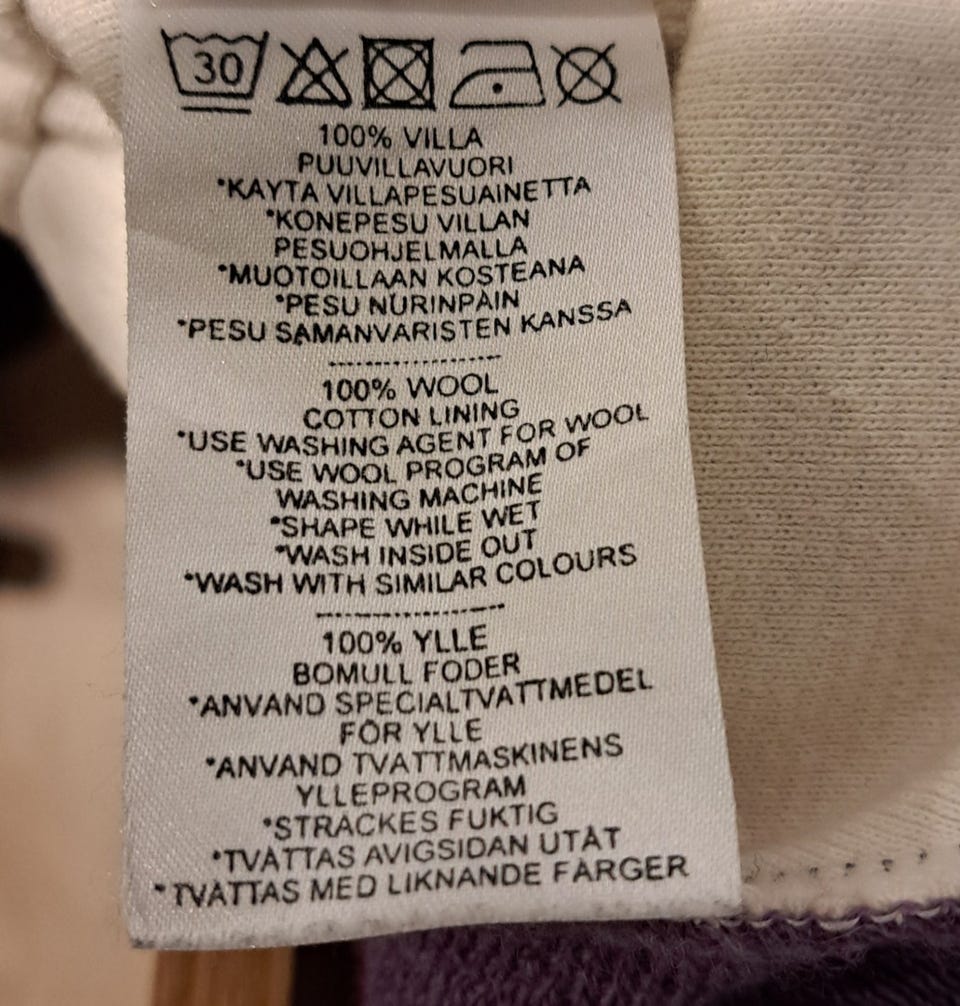 30
100% VILLA
PUUVILLAVUORI
*KAYTA VILLAPESUAINETTA
*KONEPESU VILLAN
PESUOHJELMALLA
*MUOTOILLAAN KOSTEANA
*PESU NURINPAIN
*PESU SAMANVARISTEN KANSSA
100% WOOL
COTTON LINING
*USE WASHING AGENT FOR WOOL
*USE WOOL PROGRAM OF
WASHING MACHINE
*SHAPE WHILE WET
*WASH INSIDE OUT
*WASH WITH SIMILAR COLOURS
100% YLLE
BOMULL FODER
*ANVAND SPECIALTVATTMEDEL
FÖR YLLE
*ANVAND TVATTMASKINENS
YLLEPROGRAM
*STRACKES FUKTIG
*TVATTAS AVIGSIDAN UTÅT
*TVATTAS MED LIKNANDE FARGER